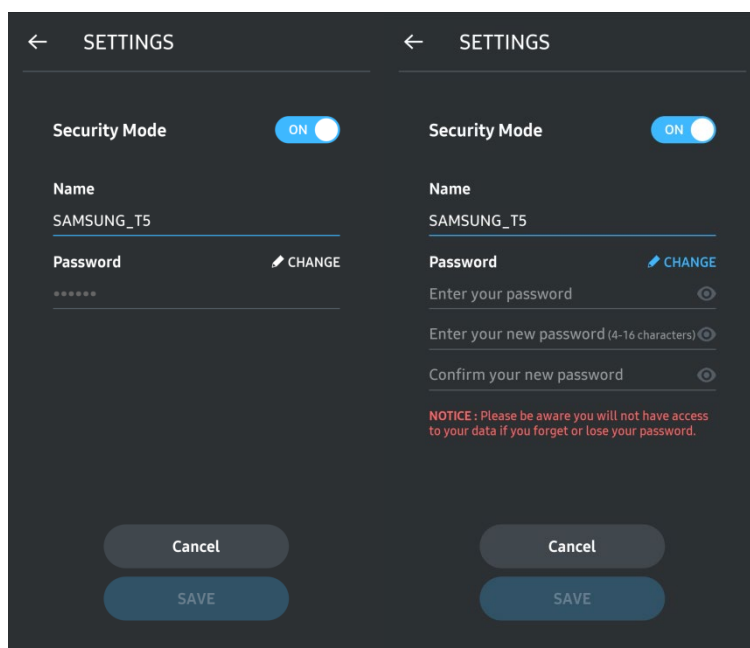 SETTINGS
Security Mode
ON
Name
SAMSUNG_T5
Password
CHANGE
••••••
Cancel
SAVE
SETTINGS
Security Mode
ON
Name
SAMSUNG_T5
Password
CHANGE
Enter your password
Enter your new password (4-16 characters)
Confirm your new password
NOTICE : Please be aware you will not have access
to your data if you forget or lose your password.
Cancel
SAVE